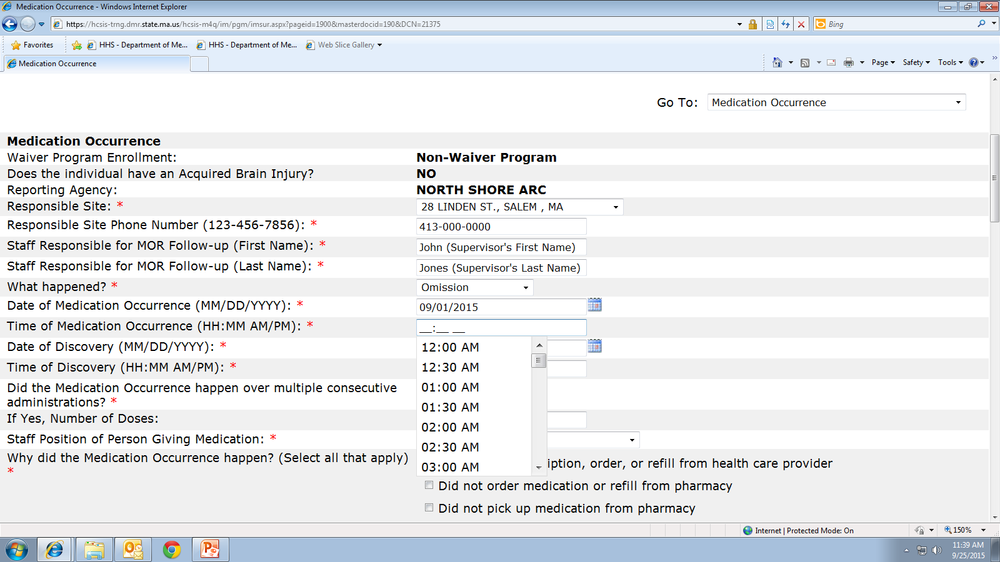 Medication Occurrence - Windows Internet Explorer
https://hcsis-trng.dmr.state.ma.us/hcsis-m4q/im/pgm/imsur.aspx?pageid=1900&masterdocid=190&DCN=21375
Bing
Favorites
HHS - Department of Me...
HHS - Department of Me...
Web Slice Gallery
Medication Occurrence
Page
Safety
Tools
Go To: Medication Occurrence
Medication Occurrence
Waiver Program Enrollment: Non-Waiver Program
Does the individual have an Acquired Brain Injury? NO
Reporting Agency: NORTH SHORE ARC
Responsible Site: * 28 LINDEN ST., SALEM , MA
Responsible Site Phone Number (123-456-7856): * 413-000-0000
Staff Responsible for MOR Follow-up (First Name): * John (Supervisor's First Name)
Staff Responsible for MOR Follow-up (Last Name): * Jones (Supervisor's Last Name)
What happened? * Omission
Date of Medication Occurrence (MM/DD/YYYY): * 09/01/2015
Time of Medication Occurrence (HH:MM AM/PM): * __:__ __
12:00 AM
12:30 AM
01:00 AM
01:30 AM
02:00 AM
02:30 AM
03:00 AM
Date of Discovery (MM/DD/YYYY): *
Time of Discovery (HH:MM AM/PM): *
Did the Medication Occurrence happen over multiple consecutive
administrations? *
If Yes, Number of Doses:
Staff Position of Person Giving Medication: *
Why did the Medication Occurrence happen? (Select all that apply)
*
iption, order, or refill from health care provider
Did not order medication or refill from pharmacy
Did not pick up medication from pharmacy
Internet | Protected Mode: On
150%
11:39 AM
9/25/2015